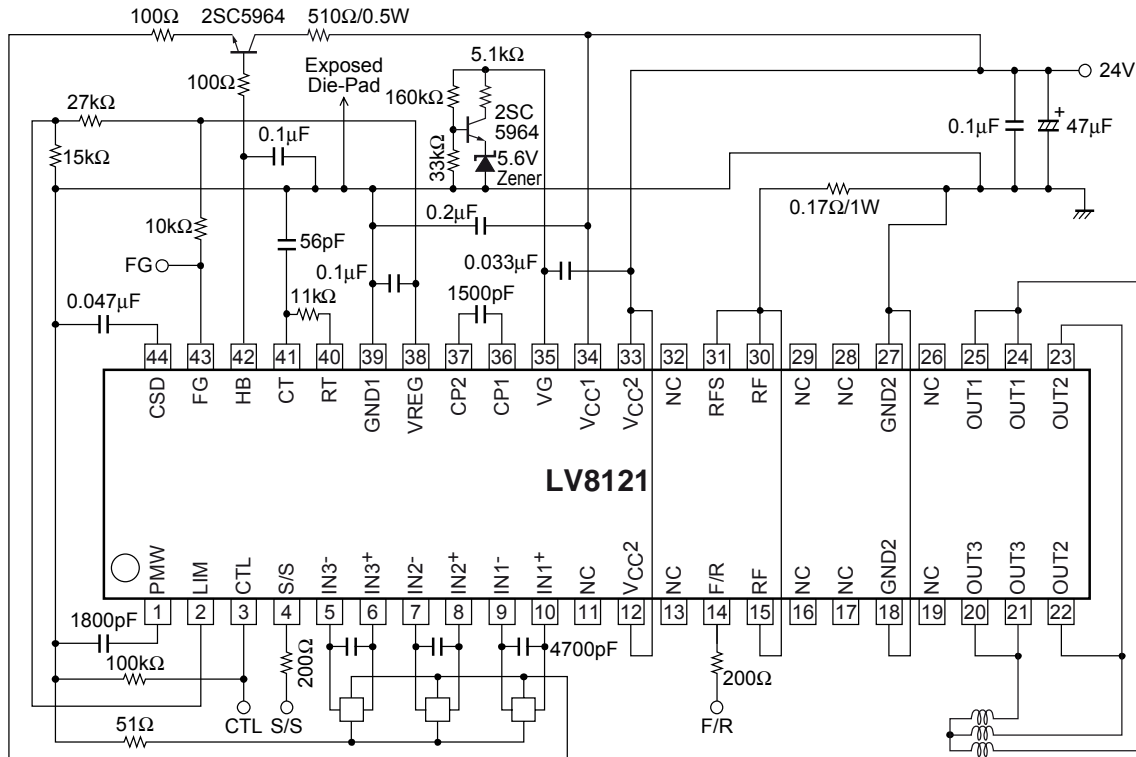 100Ω 2SC5964 510Ω/0.5W
Exposed
Die-Pad
5.1kΩ
24V
100Ω
160kΩ
27kΩ
2SC
5964
0.1μF
0.1μF
+
47μF
15kΩ
33kΩ
5.6V
Zener
0.17Ω/1W
0.2μF
10kΩ
56pF
FG
0.1μF
0.033μF
0.047μF
11kΩ
1500pF
44 43 42 41 40 39 38 37 36 35 34 33 32 31 30 29 28 27 26 25 24 23
CSD FG HB CT RT GND1 VREG CP2 CP1 VG VCC1 VCC2 NC RFS RF NC NC GND2 NC OUT1 OUT1 OUT2
LV8121
PMW LIM CTL S/S IN3- IN3+ IN2- IN2+ IN1- IN1+ NC VCC2 NC F/R RF NC NC GND2 NC OUT3 OUT3 OUT2
1 2 3 4 5 6 7 8 9 10 11 12 13 14 15 16 17 18 19 20 21 22
1800pF
4700pF
200Ω
100kΩ
200Ω
51Ω
CTL S/S
F/R